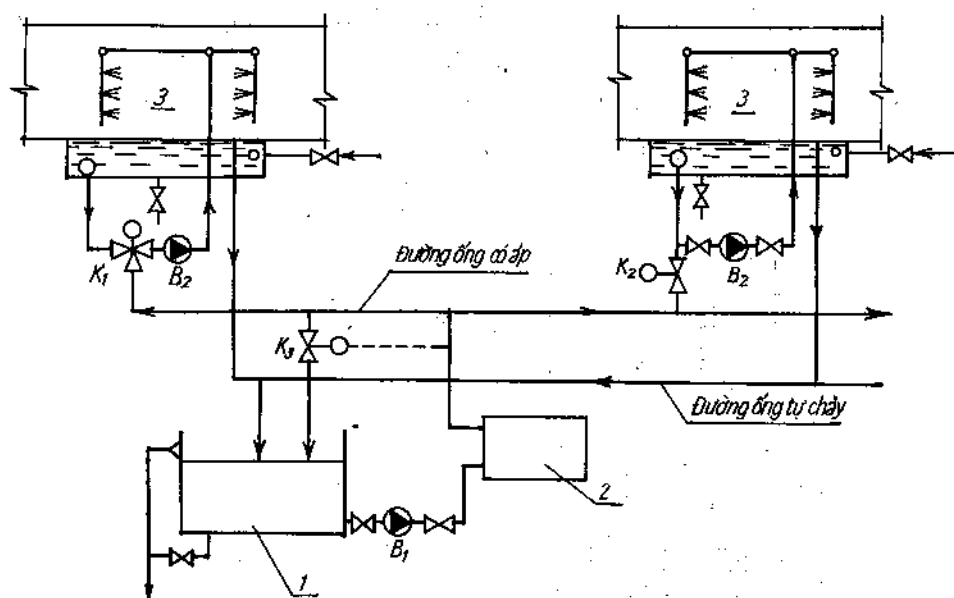 3
3
K₁
B₂
K₂
B₂
Đường ống có áp
K₃
Đường ống tự chảy
2
B₁
1